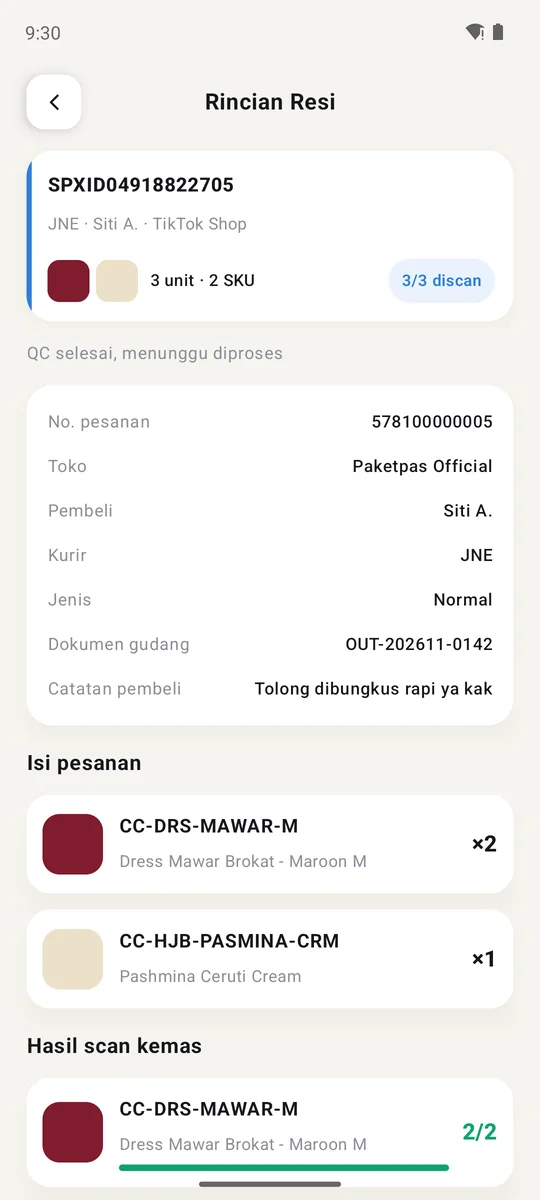 9:30
Rincian Resi
SPXID04918822705
JNE · Siti A. · TikTok Shop
3 unit · 2 SKU
3/3 discan
QC selesai, menunggu diproses
No. pesanan 578100000005
Toko Paketpas Official
Pembeli Siti A.
Kurir JNE
Jenis Normal
Dokumen gudang OUT-202611-0142
Catatan pembeli Tolong dibungkus rapi ya kak
Isi pesanan
CC-DRS-MAWAR-M
Dress Mawar Brokat - Maroon M
×2
CC-HJB-PASMINA-CRM
Pashmina Ceruti Cream
×1
Hasil scan kemas
CC-DRS-MAWAR-M
Dress Mawar Brokat - Maroon M
2/2